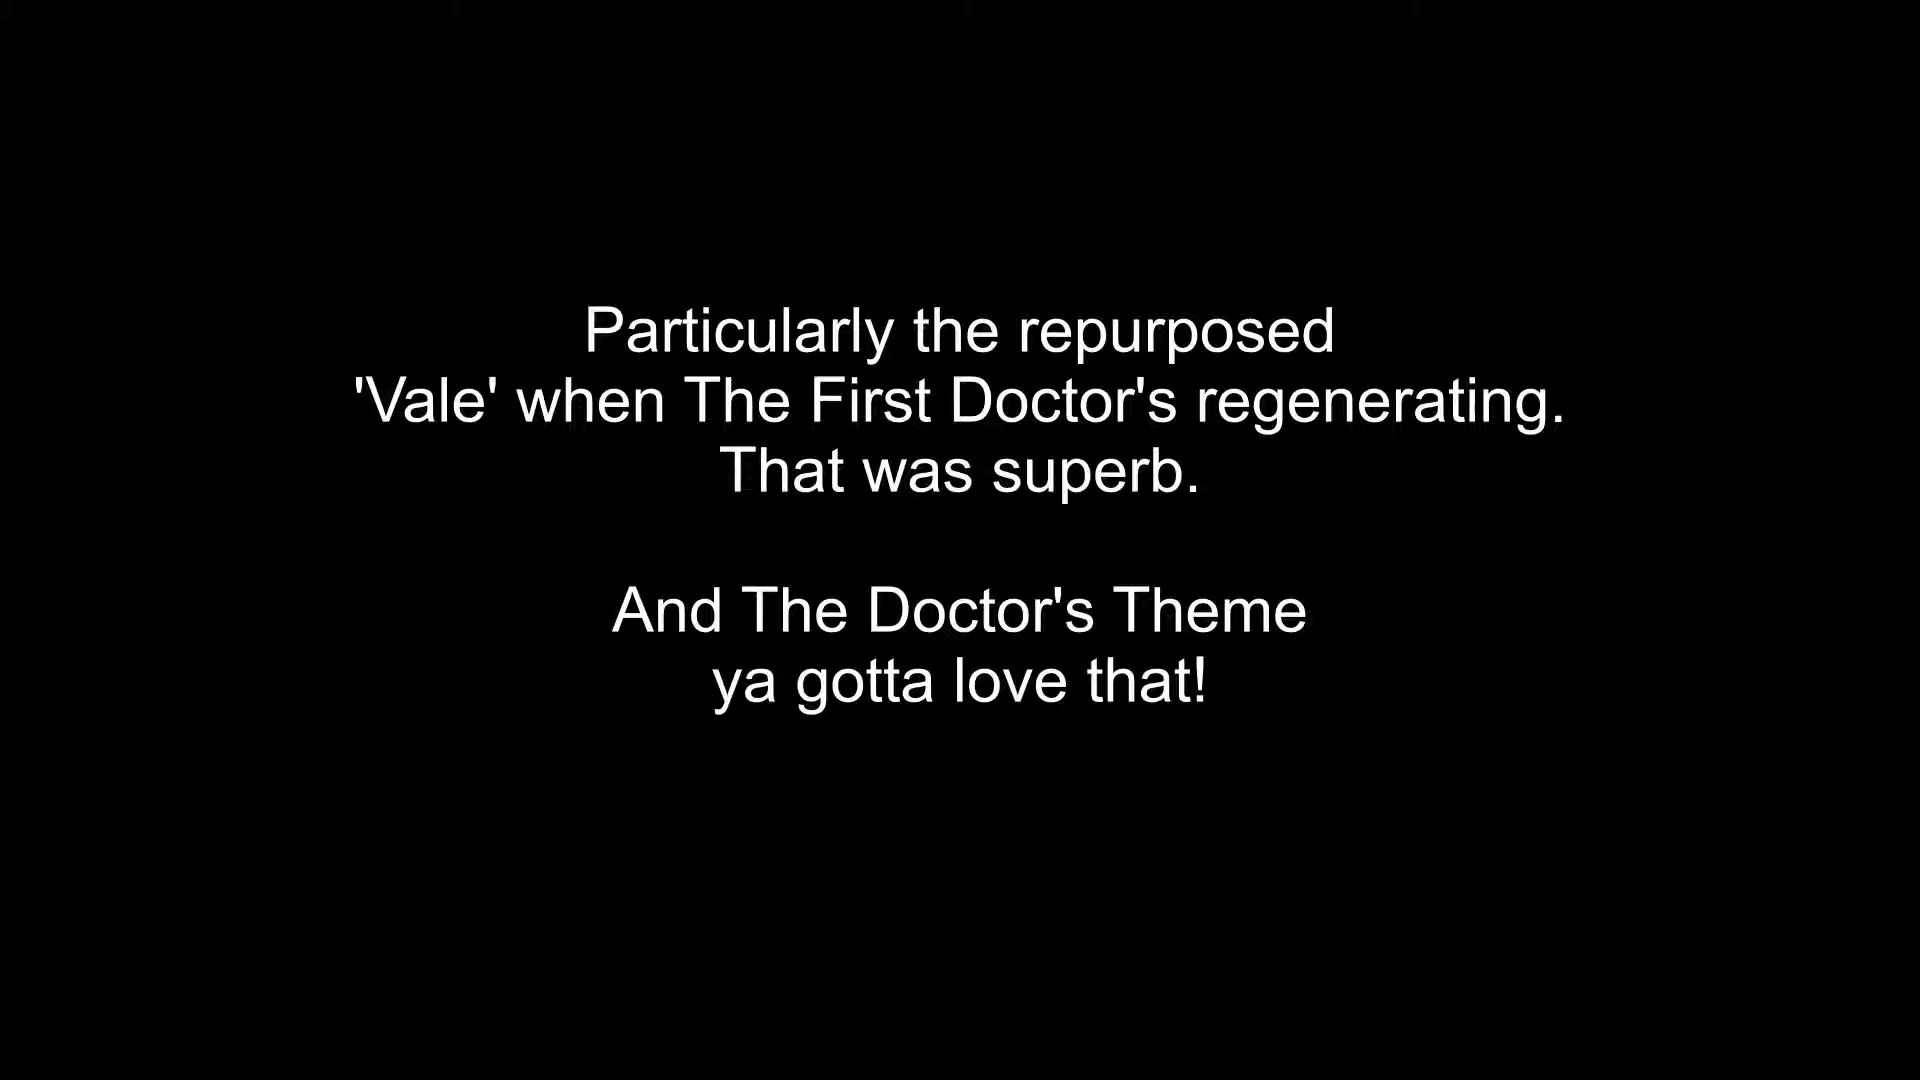 Particularly the repurposed
'Vale' when The First Doctor's regenerating.
That was superb.
And The Doctor's Theme
ya gotta love that!